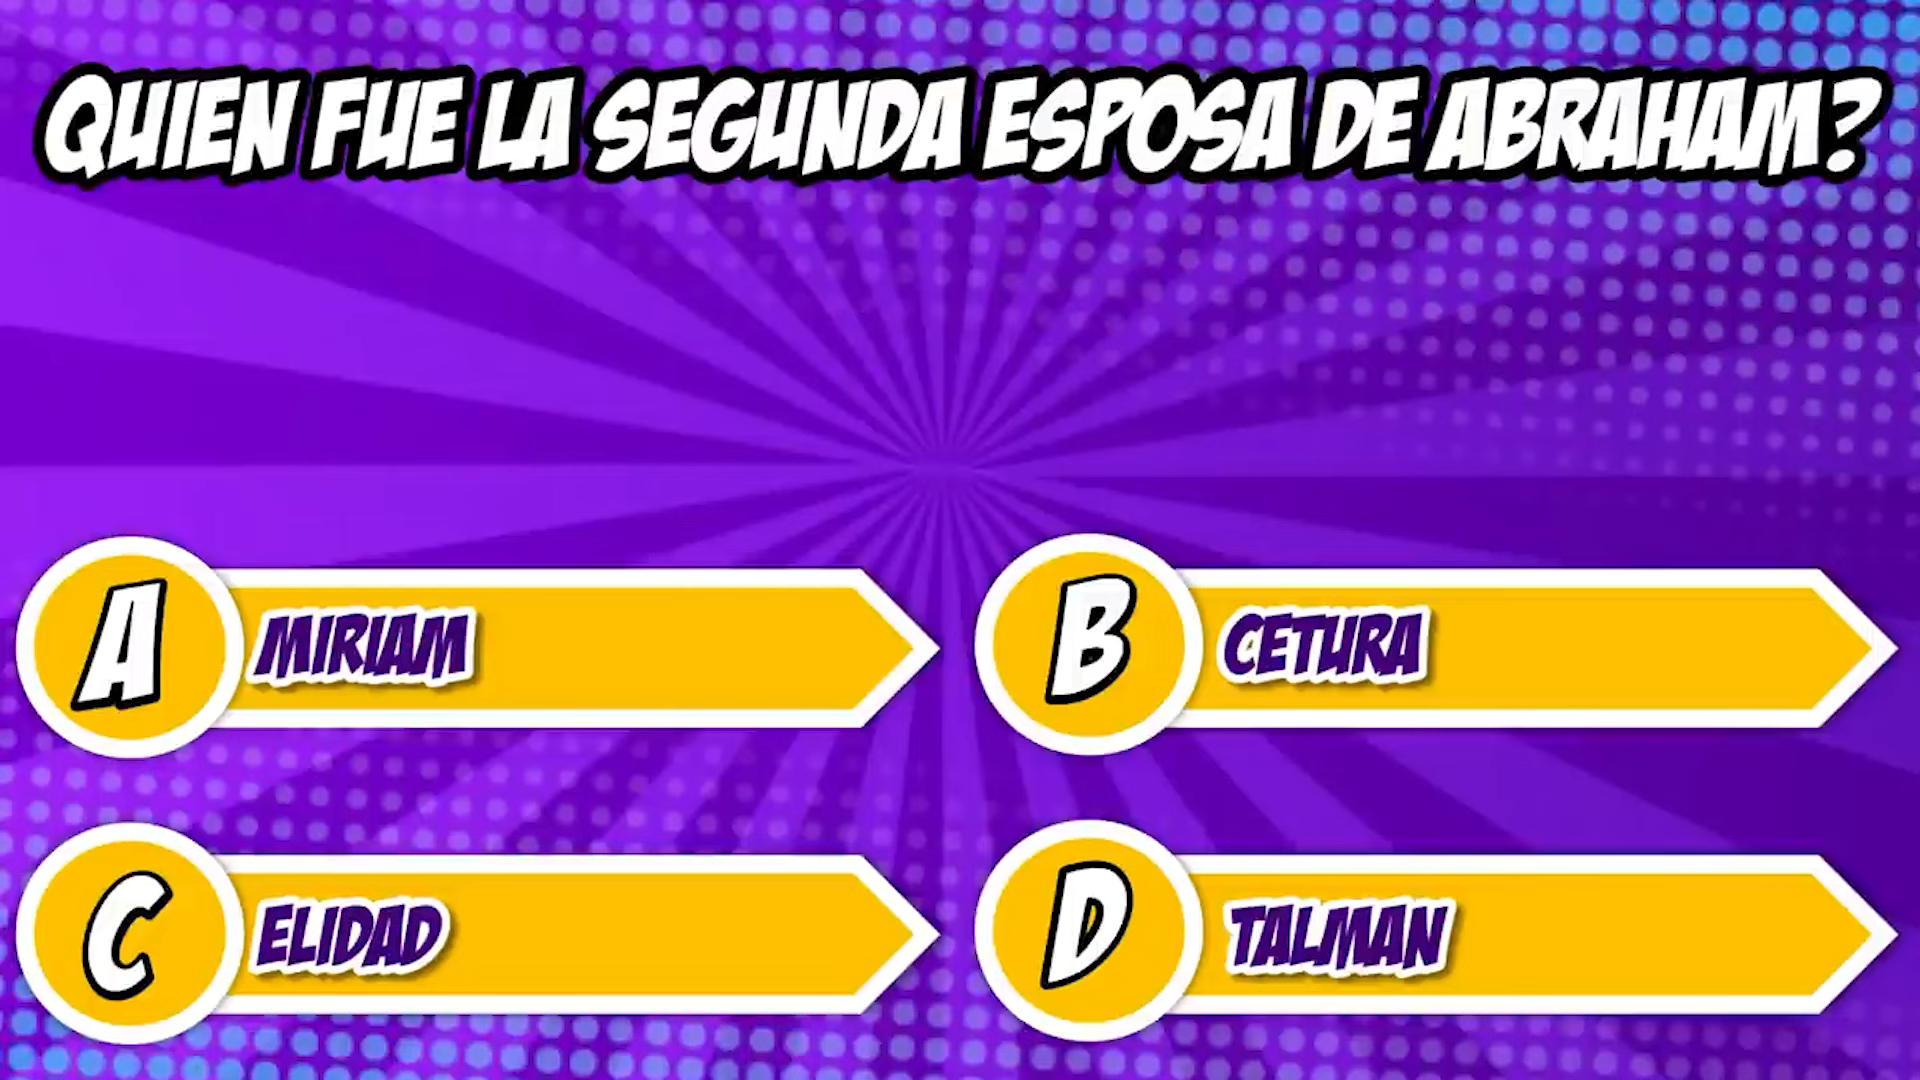 QUIEN FUE LA SEGUNDA ESPOSA DE ABRAHAM?
A MIRIAM
B CETURA
C ELIDAD
D TALMAN